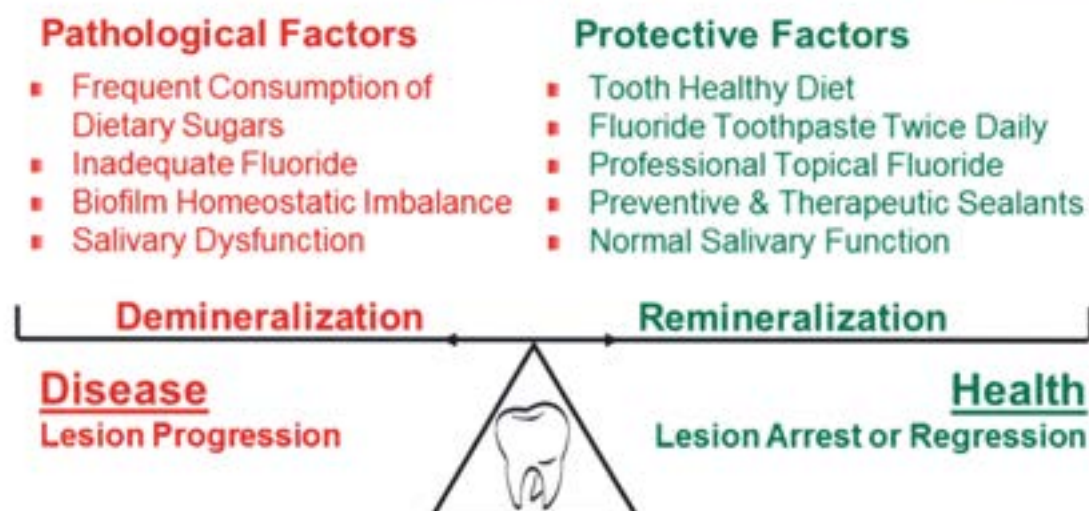 Pathological Factors
Frequent Consumption of
Dietary Sugars
Inadequate Fluoride
Biofilm Homeostatic Imbalance
Salivary Dysfunction
Protective Factors
Tooth Healthy Diet
Fluoride Toothpaste Twice Daily
Professional Topical Fluoride
Preventive & Therapeutic Sealants
Normal Salivary Function
Demineralization
Remineralization
Disease
Lesion Progression
Health
Lesion Arrest or Regression